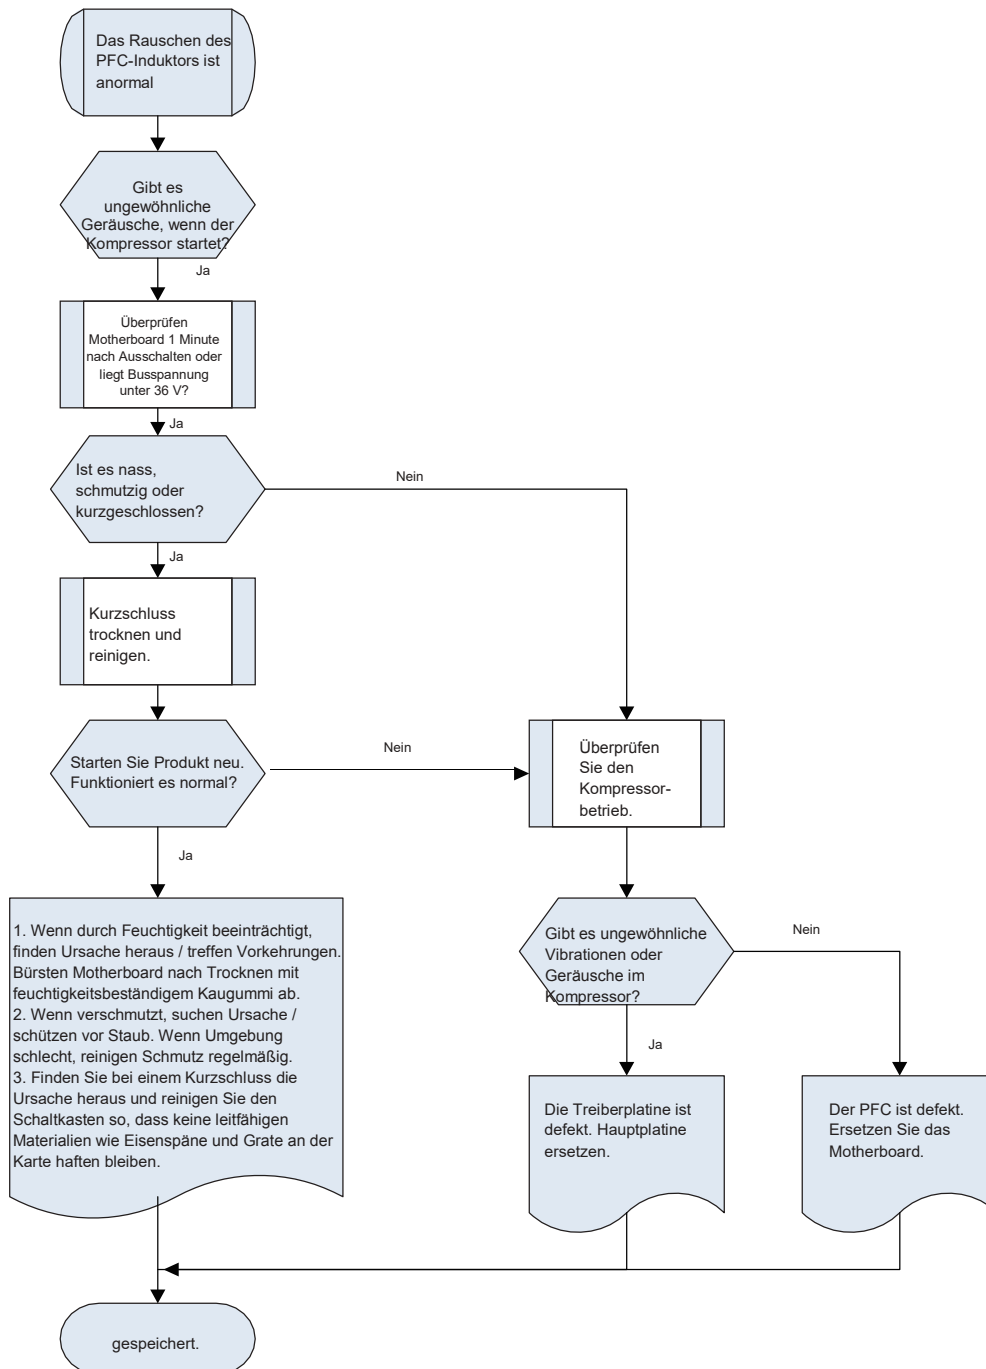 Das Rauschen des
PFC-Induktors ist
anormal
Gibt es
ungewöhnliche
Geräusche, wenn der
Kompressor startet?
Ja
Überprüfen
Motherboard 1 Minute
nach Ausschalten oder
liegt Busspannung
unter 36 V?
Ja
Ist es nass,
schmutzig oder
kurzgeschlossen?
Nein
Ja
Kurzschluss
trocknen und
reinigen.
Starten Sie Produkt neu.
Funktioniert es normal?
Nein
Überprüfen
Sie den
Kompressor-
betrieb.
Ja
1. Wenn durch Feuchtigkeit beeinträchtigt,
finden Ursache heraus / treffen Vorkehrungen.
Bürsten Motherboard nach Trocknen mit
feuchtigkeitsbeständigem Kaugummi ab.
2. Wenn verschmutzt, suchen Ursache /
schützen vor Staub. Wenn Umgebung
schlecht, reinigen Schmutz regelmäßig.
3. Finden Sie bei einem Kurzschluss die
Ursache heraus und reinigen Sie den
Schaltkasten so, dass keine leitfähigen
Materialien wie Eisenspäne und Grate an der
Karte haften bleiben.
Gibt es ungewöhnliche
Vibrationen oder
Geräusche im
Kompressor?
Nein
Ja
Die Treiberplatine ist
defekt. Hauptplatine
ersetzen.
Der PFC ist defekt.
Ersetzen Sie das
Motherboard.
gespeichert.